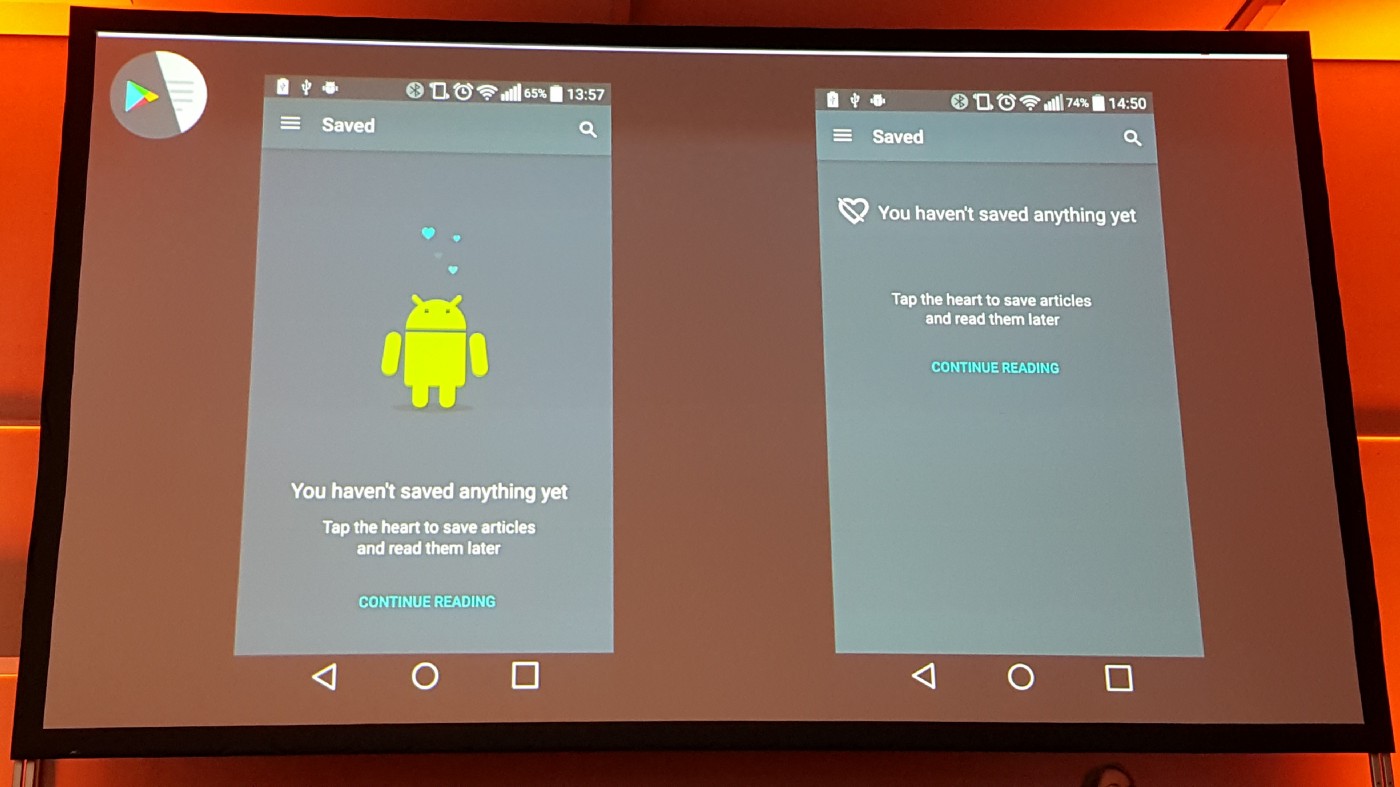 65% 13:57
Saved
You haven't saved anything yet
Tap the heart to save articles
and read them later
CONTINUE READING
74% 14:50
Saved
You haven't saved anything yet
Tap the heart to save articles
and read them later
CONTINUE READING